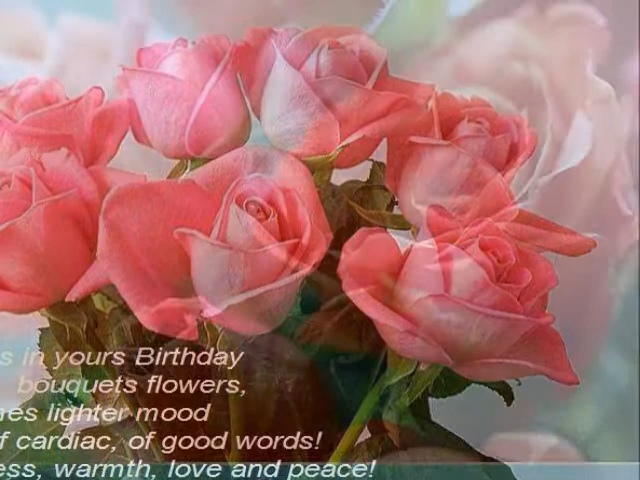 s in yours Birthday
bouquets flowers,
es lighter mood
f cardiac, of good words!
ess, warmth, love and peace!